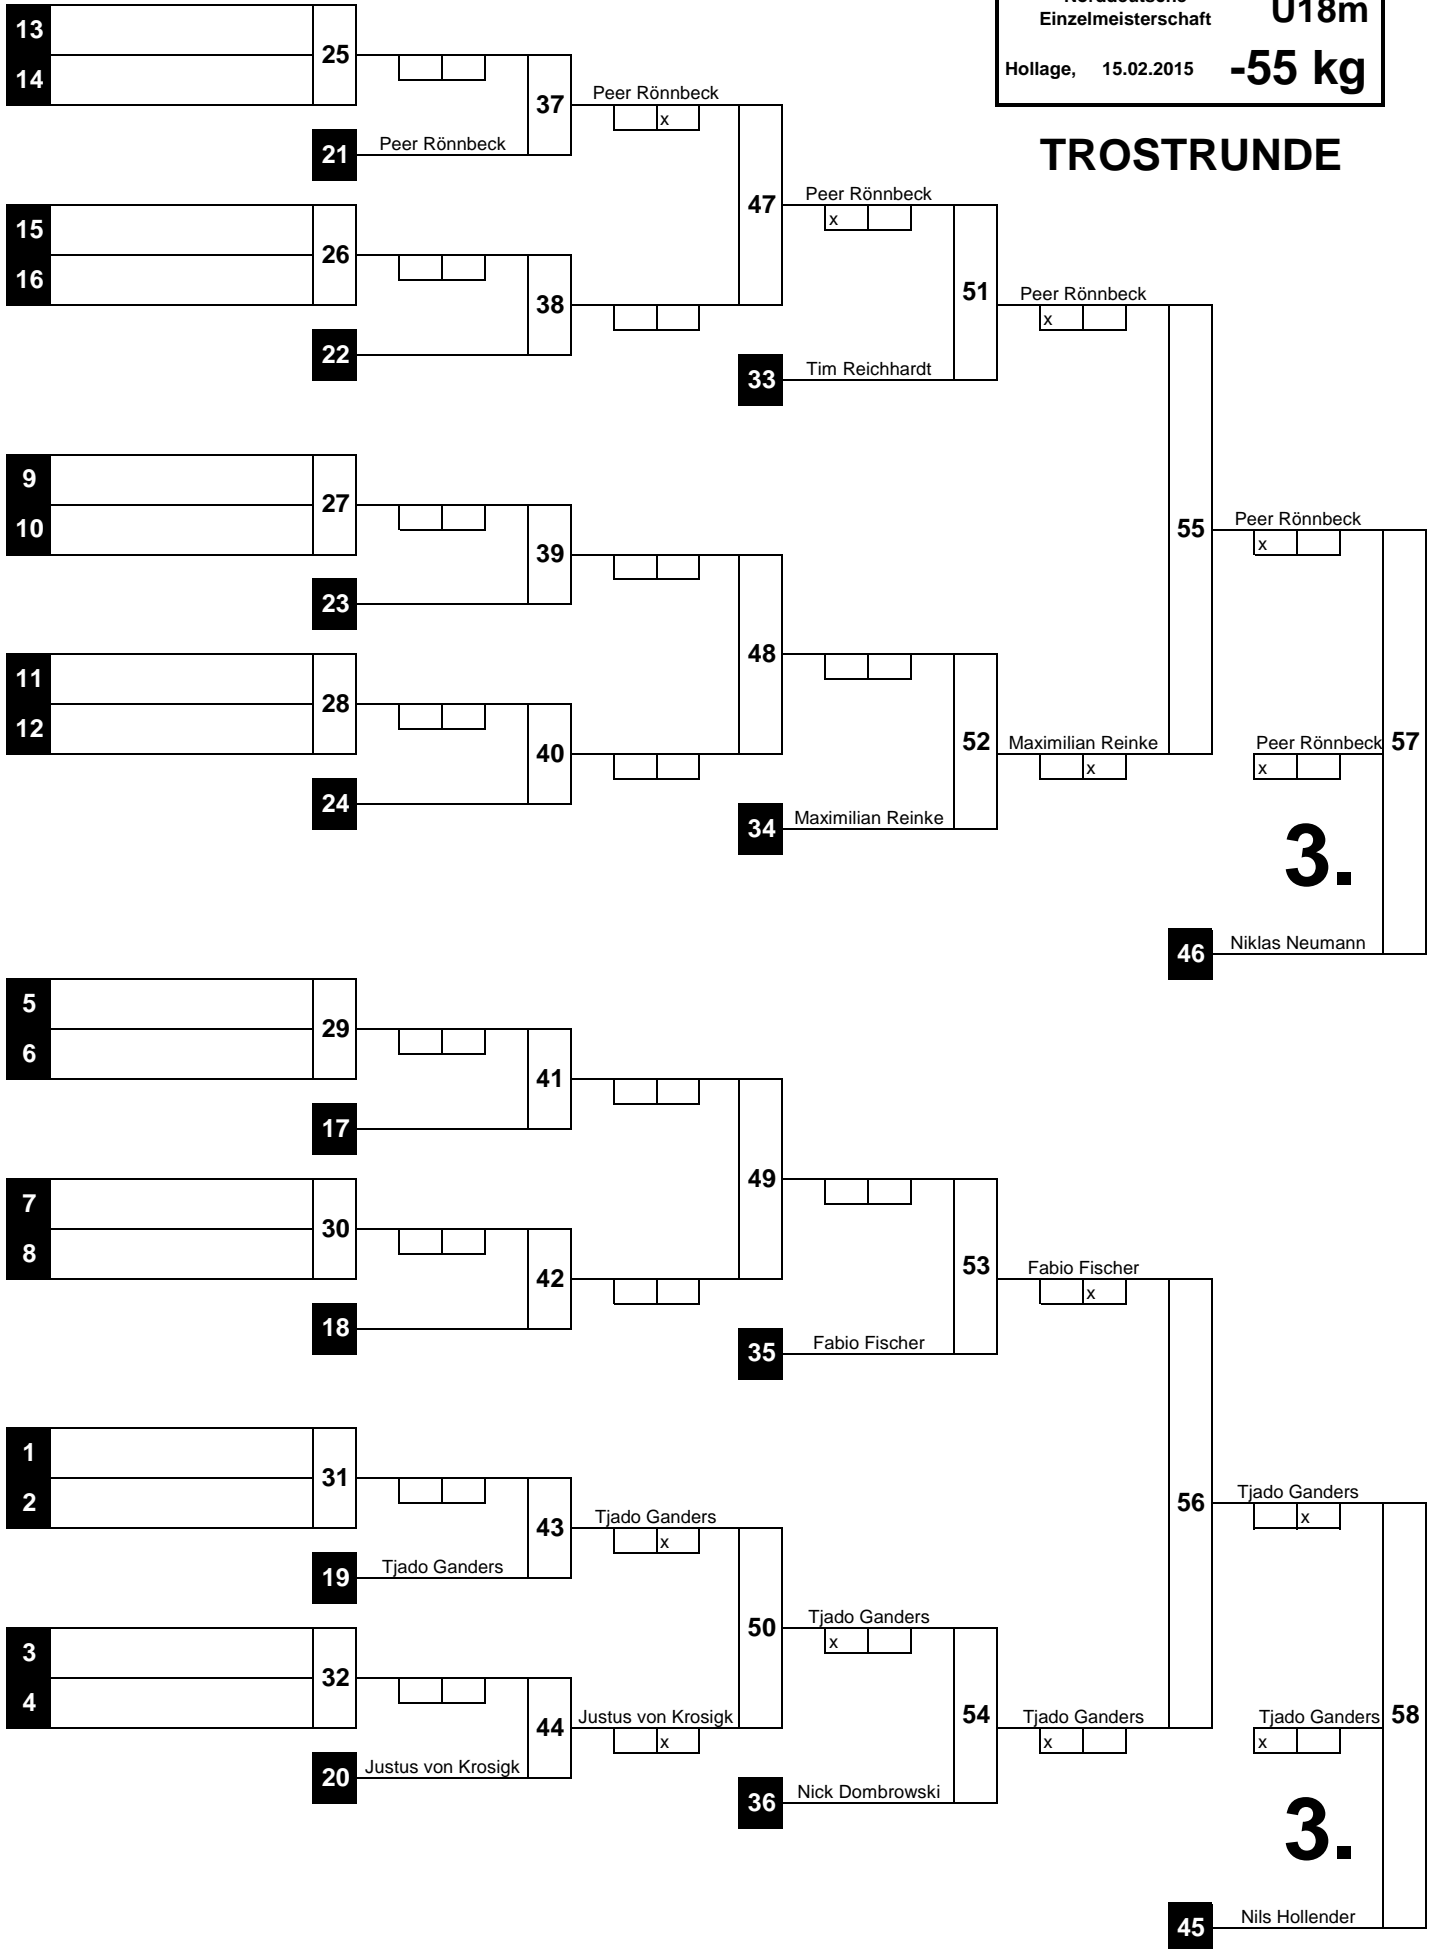 Norddeutsche
Einzelmeisterschaft
U18m
Hollage, 15.02.2015 -55 kg
TROSTRUNDE
13
14
25
21 Peer Rönnbeck
37
Peer Rönnbeck
x
15
16
26
22
38
47
Peer Rönnbeck
x
33 Tim Reichhardt
51
Peer Rönnbeck
x
9
10
27
23
39
11
12
28
24
40
48
34 Maximilian Reinke
52
Maximilian Reinke
x
55
Peer Rönnbeck
x
Peer Rönnbeck
x
57
3.
46 Niklas Neumann
5
6
29
17
41
7
8
30
18
42
49
35 Fabio Fischer
53
Fabio Fischer
x
1
2
31
19 Tjado Ganders
43
Tjado Ganders
x
3
4
32
20 Justus von Krosigk
44
Justus von Krosigk
x
50
Tjado Ganders
x
36 Nick Dombrowski
54
Tjado Ganders
x
56
Tjado Ganders
x
Tjado Ganders
x
58
3.
45 Nils Hollender